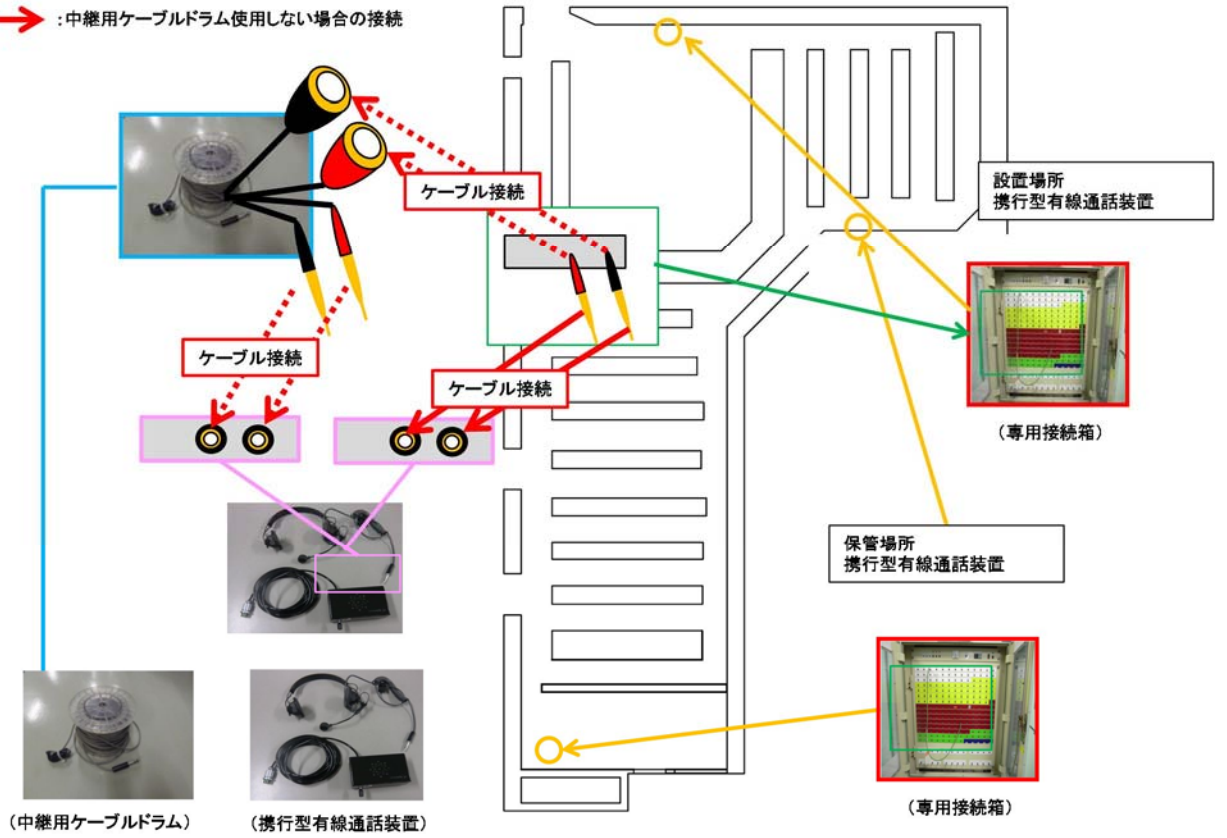 :中継用ケーブルドラム使用しない場合の接続
ケーブル接続
設置場所
携行型有線通話装置
ケーブル接続
ケーブル接続
(専用接続箱)
保管場所
携行型有線通話装置
(中継用ケーブルドラム)
(携行型有線通話装置)
(専用接続箱)